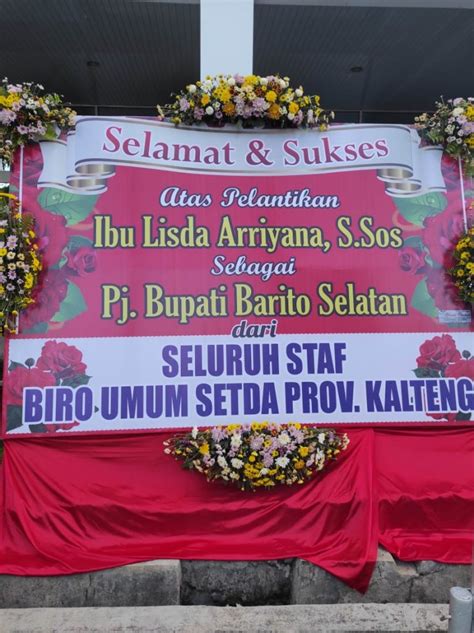 Selamat & Sukses
Atas Pelantikan
Ibu Lisda Arriyana, S.Sos
Sebagai
Pj. Bupati Barito Selatan
dari
SELURUH STAF
BIRO UMUM SETDA PROV. KALTENG